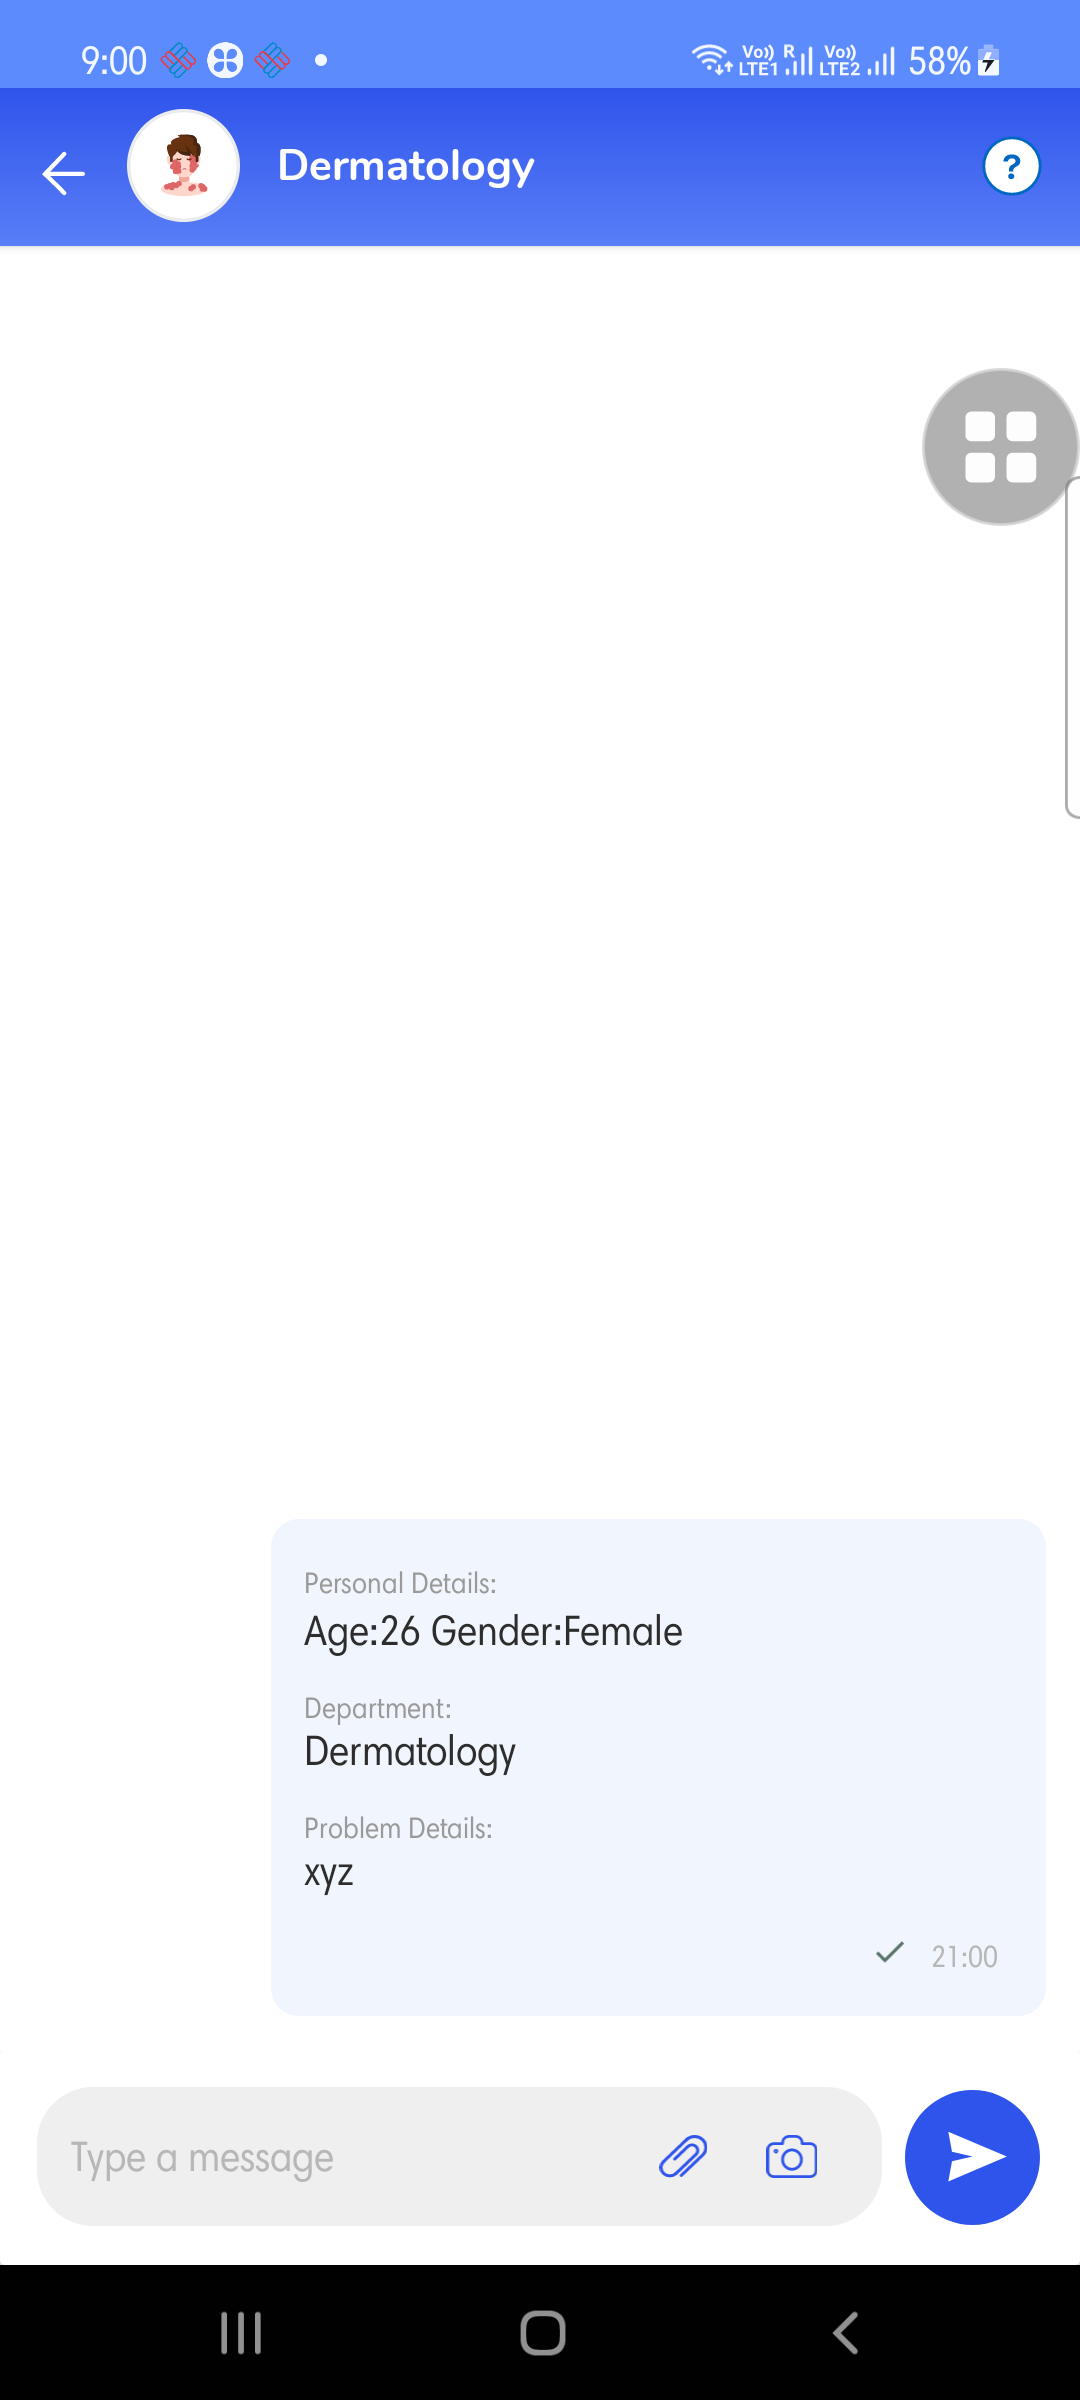 9:00 Vo)) R Vo)) 58%
LTE1 LTE2
Dermatology ?
Personal Details:
Age:26 Gender:Female
Department:
Dermatology
Problem Details:
xyz
21:00
Type a message